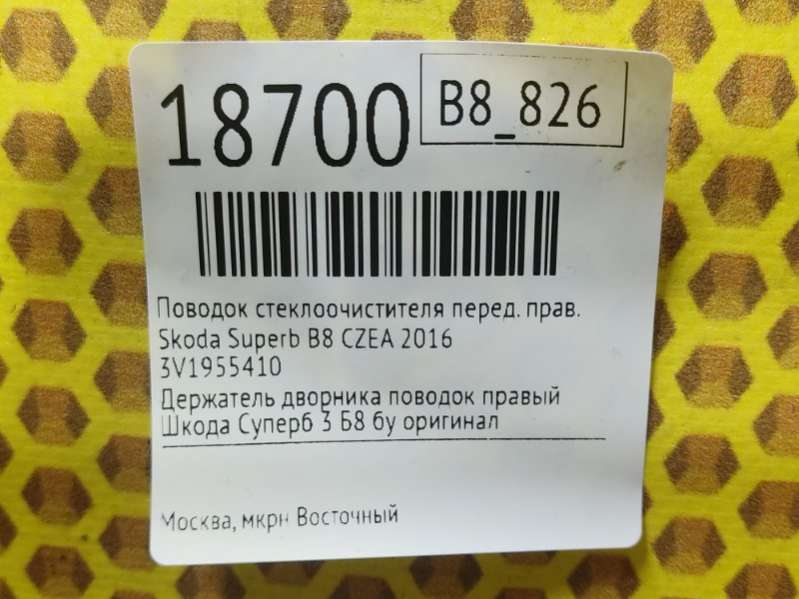 18700
B8_826
Поводок стеклоочистителя перед. прав.
Skoda Superb B8 CZEA 2016
3V1955410
Держатель дворника поводок правый
Шкода Суперб 3 Б8 бу оригинал
Москва, мкрн Восточный